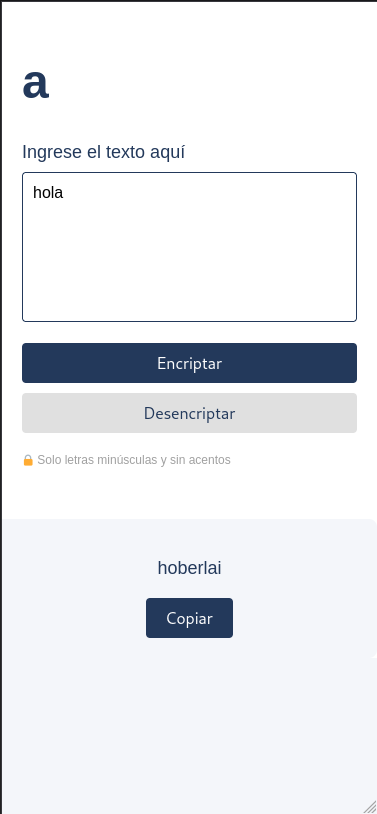 a
Ingrese el texto aquí
hola
Encriptar
Desencriptar
🔒 Solo letras minúsculas y sin acentos
hoberlai
Copiar